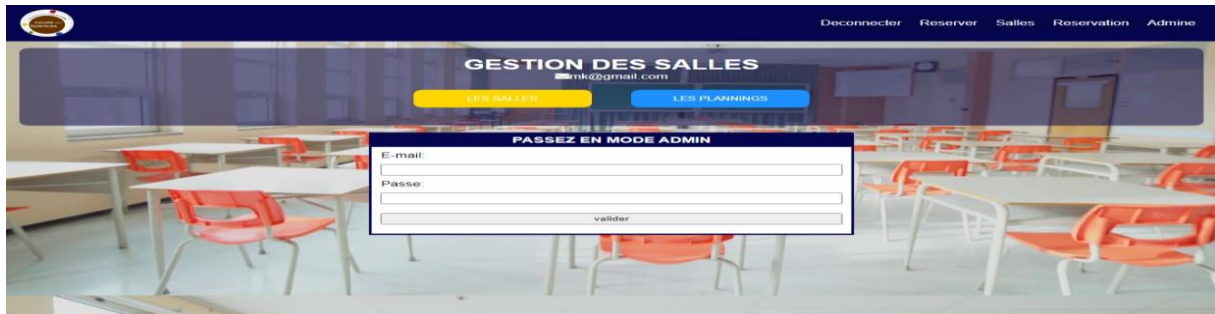 Deconnecter Reserver Salles Reservation Admine
GESTION DES SALLES
mk@gmail.com
LES SALLES LES PLANNINGS
PASSEZ EN MODE ADMIN
E-mail:
Passe:
valider